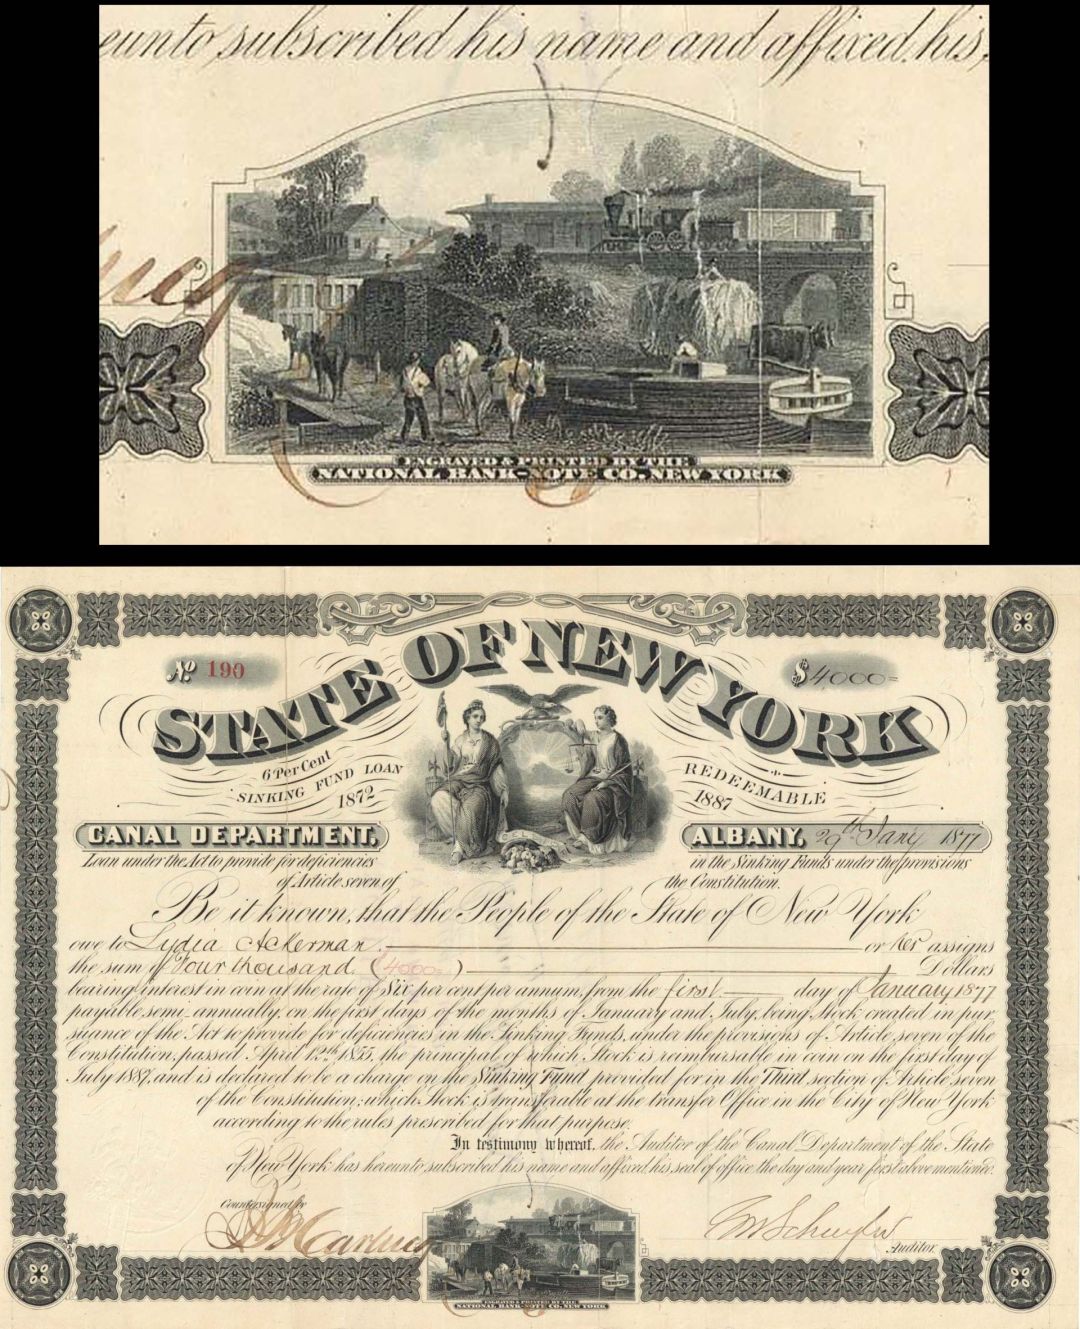 eunto subscribed his name and affixed his
ENGRAVED & PRINTED BY THE
NATIONAL BANK-NOTE CO. NEW YORK
No 190
$4000=
STATE OF NEW YORK
6 Per Cent
SINKING FUND LOAN
1872
REDEEMABLE
1887
CANAL DEPARTMENT,
ALBANY, 29th Jany 1877
Loan under the Act to provide for deficiencies
in the Sinking Funds under the provisions
of Article seven of
the Constitution.
Be it known, that the People of the State of New York
owe to Lydia Ackerman or her assigns
the sum of Four thousand (4000=) Dollars
bearing interest in coin at the rate of Six per cent per annum, from the first day of January 1877
payable semi-annually, on the first days of the months of January and July, being Stock created in pur-
suance of the Act to provide for deficiencies in the Sinking Funds, under the provisions of Article seven of the
Constitution, passed April 12th 1855, the principal of which Stock is reimbursable in coin on the first day of
July 1887, and is declared to be a charge on the Sinking Fund provided for in the Third section of Article seven
of the Constitution; which Stock is transferable at the transfer Office in the City of New York
according to the rules prescribed for that purpose.
In testimony whereof, the Auditor of the Canal Department of the State
of New York has hereunto subscribed his name and affixed his seal of office the day and year first above mentioned.
Countersigned by
Auditor.
ENGRAVED & PRINTED BY THE
NATIONAL BANK-NOTE CO. NEW YORK